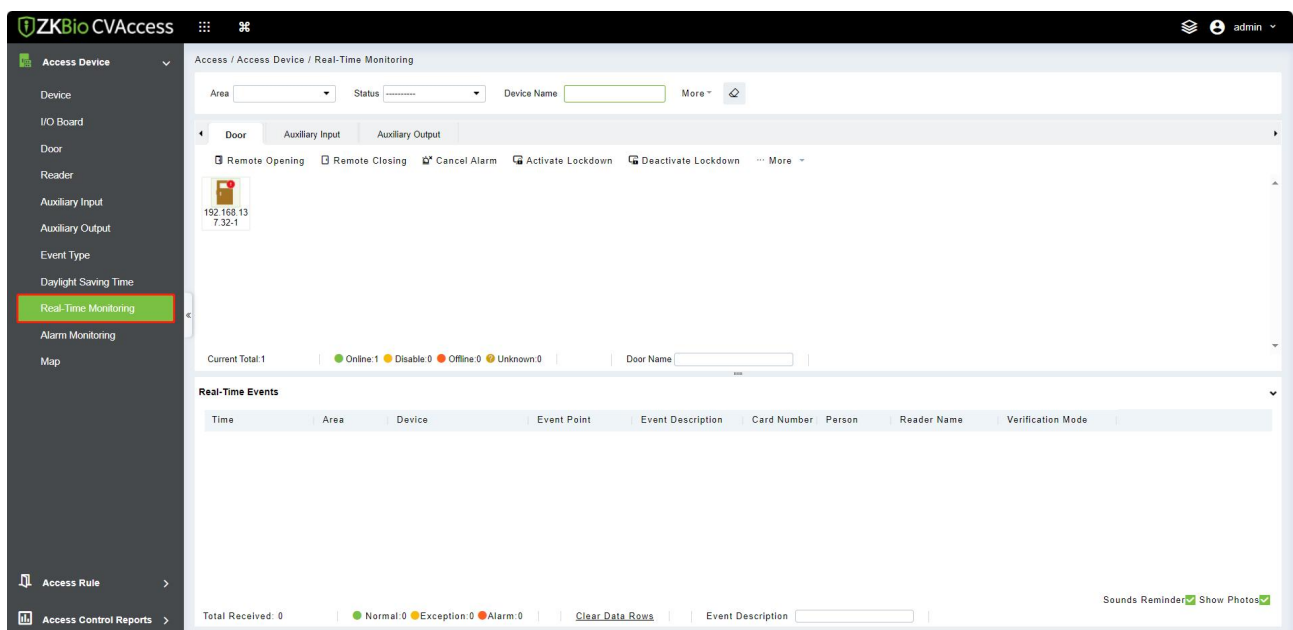 ZKBio CVAccess
admin
Access Device
Device
I/O Board
Door
Reader
Auxiliary Input
Auxiliary Output
Event Type
Daylight Saving Time
Real-Time Monitoring
Alarm Monitoring
Map
Access Rule
Access Control Reports
Access / Access Device / Real-Time Monitoring
Area Status ---------- Device Name More
Door Auxiliary Input Auxiliary Output
Remote Opening Remote Closing Cancel Alarm Activate Lockdown Deactivate Lockdown ··· More
192.168.13
7.32-1
Current Total:1 Online:1 Disable:0 Offline:0 Unknown:0 Door Name
Real-Time Events
Time Area Device Event Point Event Description Card Number Person Reader Name Verification Mode
Sounds Reminder Show Photos
Total Received: 0 Normal:0 Exception:0 Alarm:0 Clear Data Rows Event Description